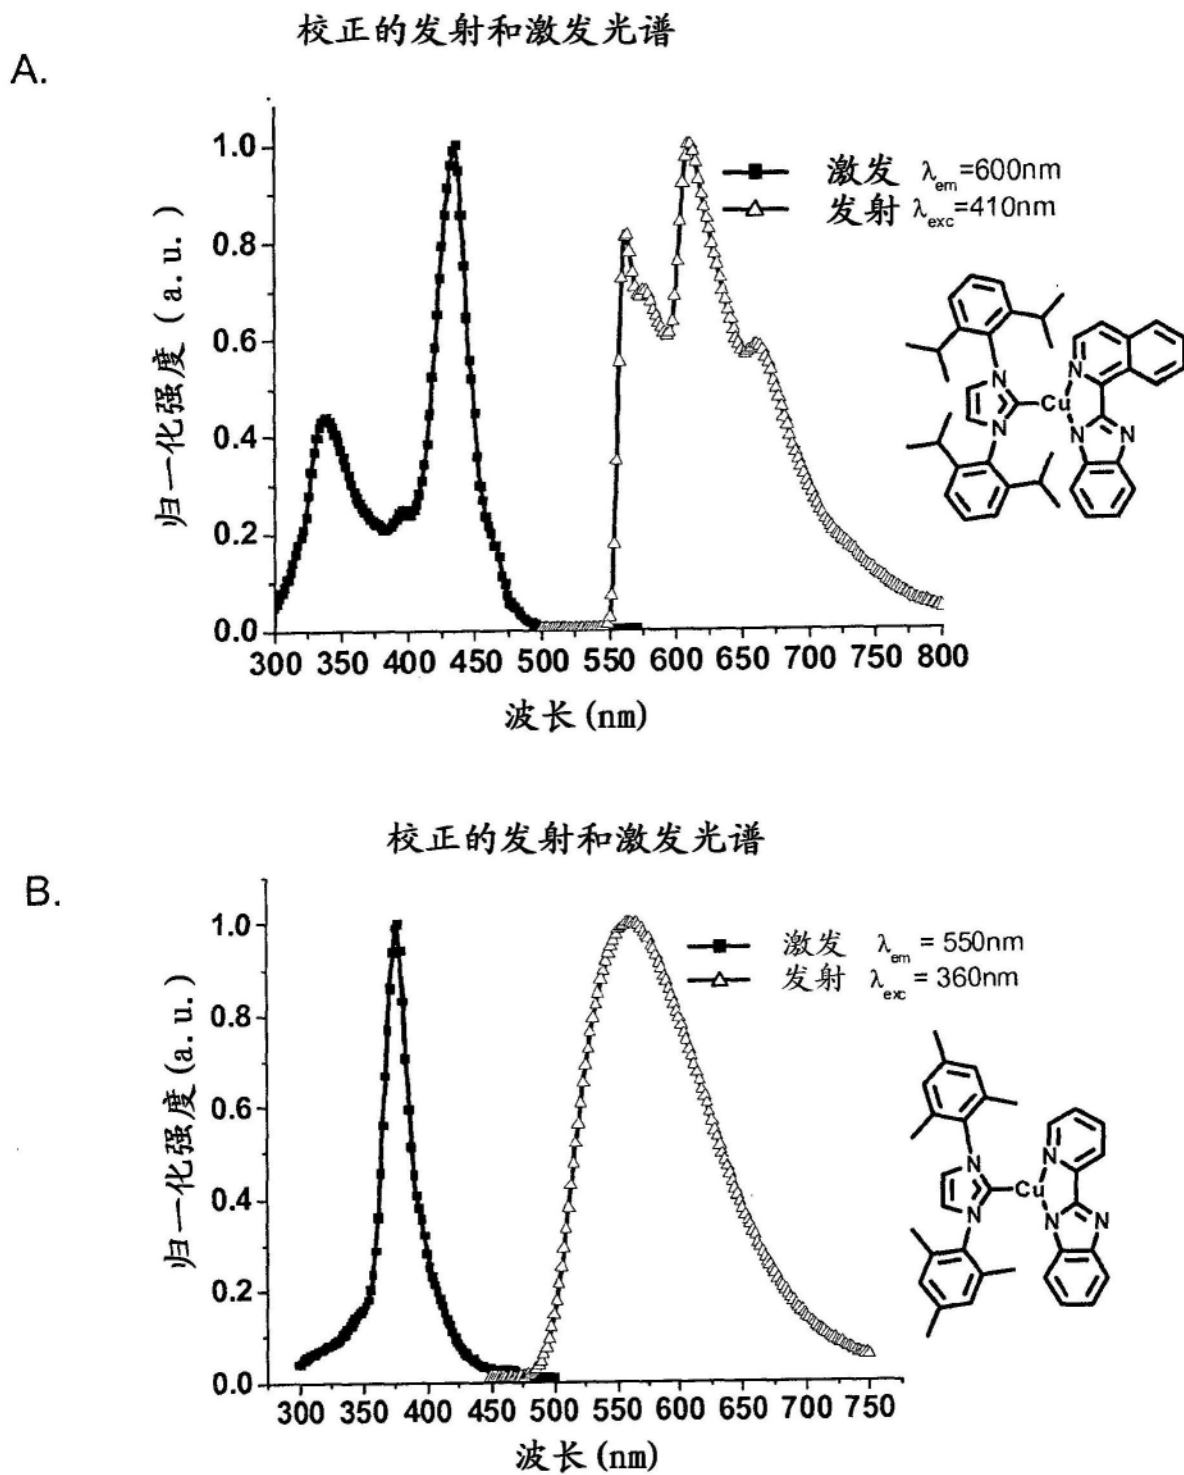 校正的发射和激发光谱
A.
归一化强度 (a.u.)
1.0
0.8
0.6
0.4
0.2
0.0
300 350 400 450 500 550 600 650 700 750 800
波长 (nm)
激发 λem=600nm
发射 λexc=410nm
N
N
Cu
N
N
N
校正的发射和激发光谱
B.
归一化强度 (a.u.)
1.0
0.8
0.6
0.4
0.2
0.0
300 350 400 450 500 550 600 650 700 750
波长 (nm)
激发 λem = 550nm
发射 λexc = 360nm
N
N
Cu
N
N
N